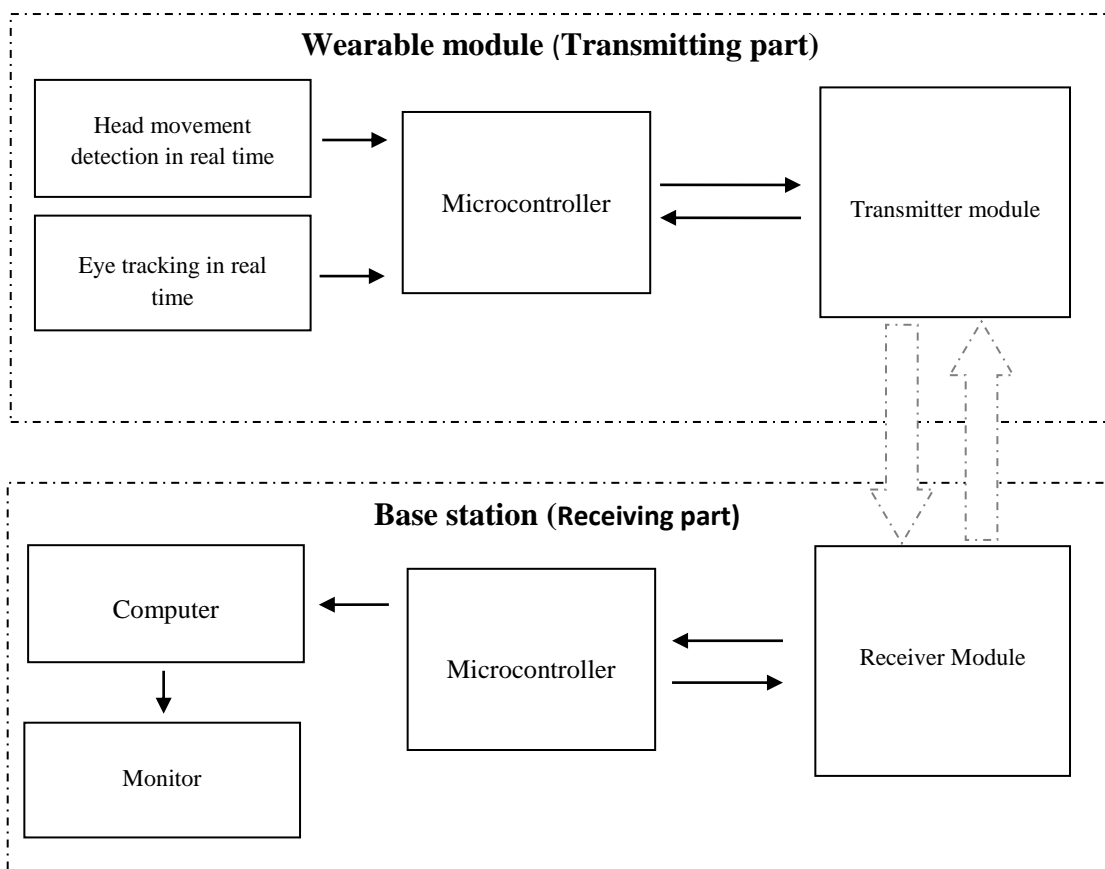 Wearable module (Transmitting part)
Head movement
detection in real time
Eye tracking in real
time
Microcontroller
Transmitter module
Base station (Receiving part)
Computer
Monitor
Microcontroller
Receiver Module